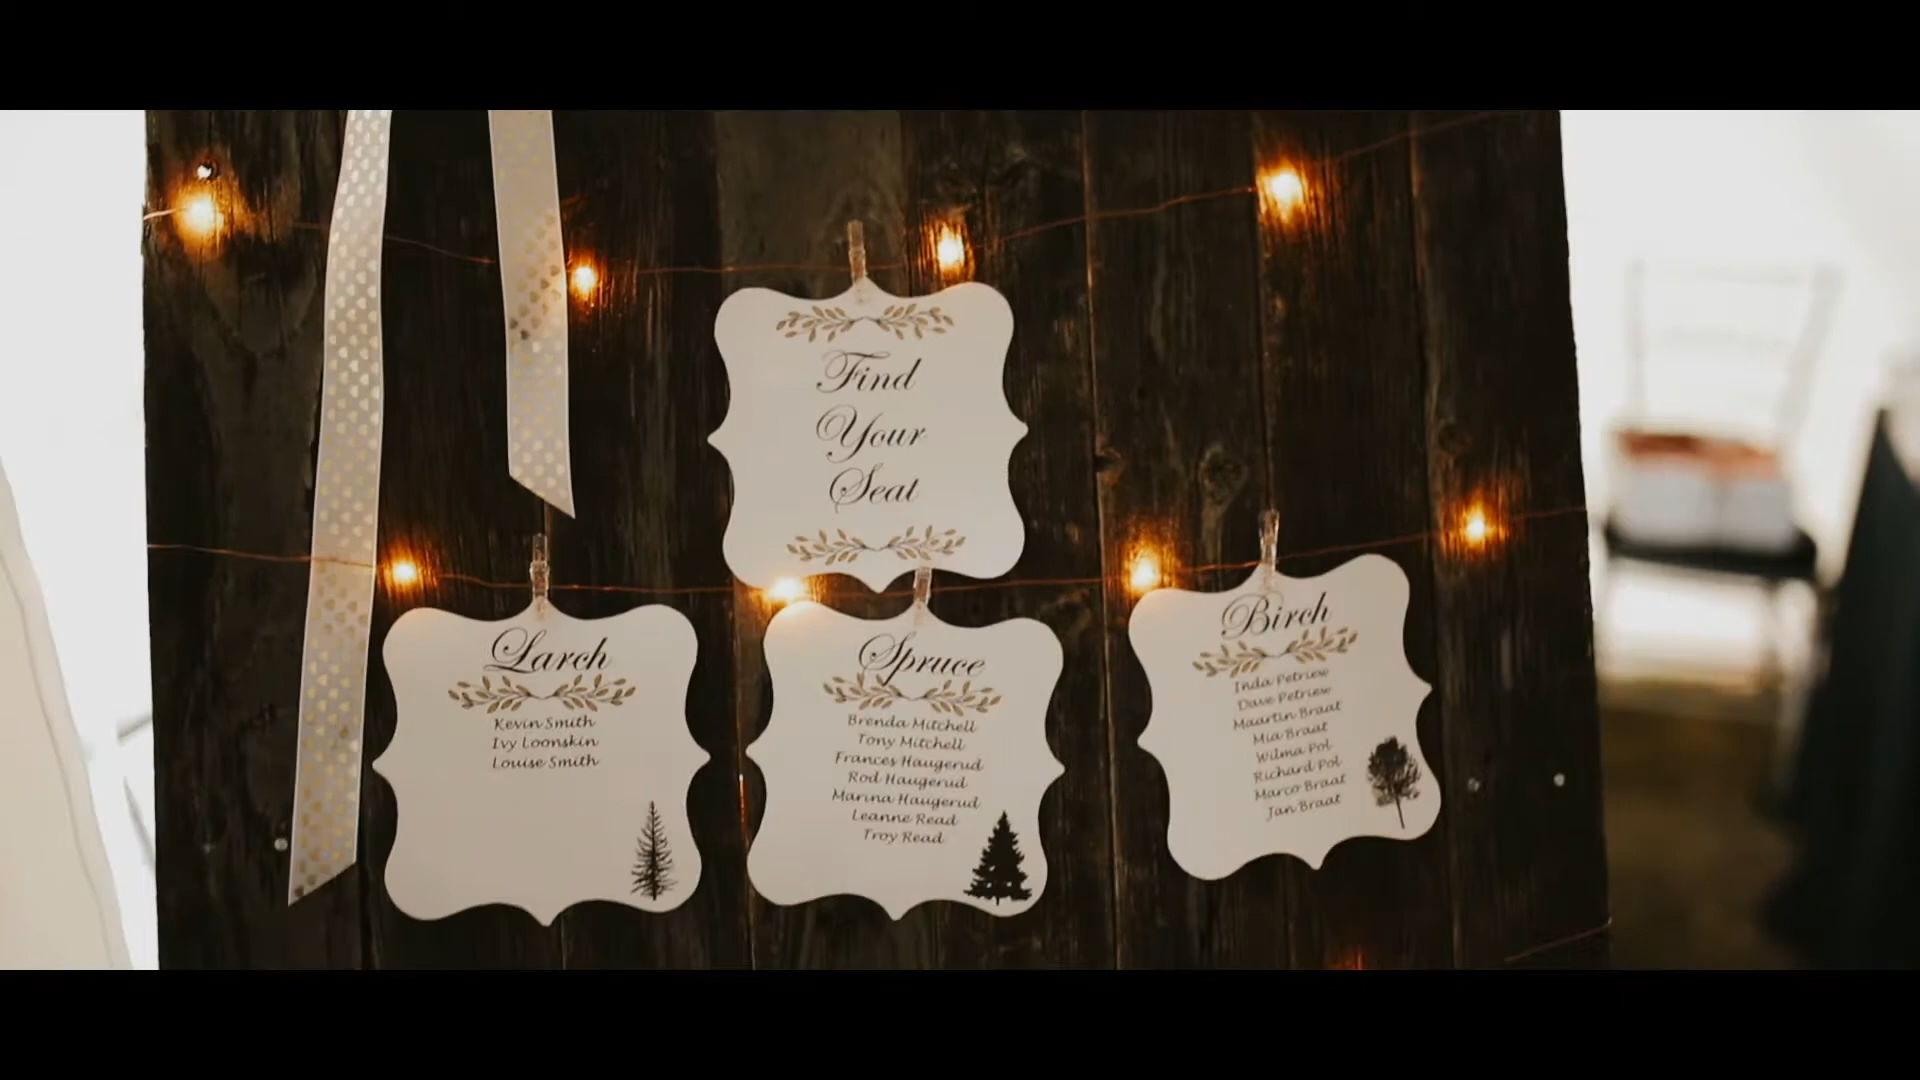 Find
Your
Seat
Larch
Kevin Smith
Ivy Loonskin
Louise Smith
Spruce
Brenda Mitchell
Tony Mitchell
Frances Haugerud
Rod Haugerud
Marina Haugerud
Leanne Read
Troy Read
Birch
Inda Petriew
Dave Petriew
Maartin Braat
Mia Braat
Wilma Pol
Richard Pol
Marco Braat
Jan Braat